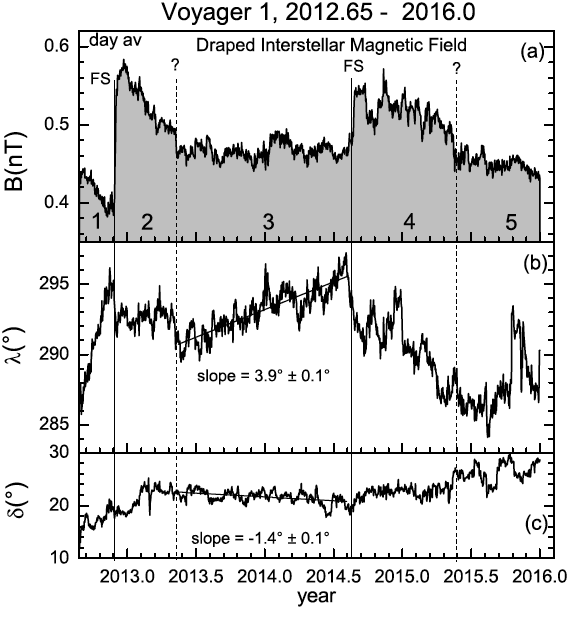 Voyager 1, 2012.65 - 2016.0
day av
Draped Interstellar Magnetic Field
(a)
FS
?
FS
?
0.6
0.5
0.4
B(nT)
1
2
3
4
5
(b)
295
290
285
λ(°)
slope = 3.9° ± 0.1°
30
20
10
δ(°)
slope = -1.4° ± 0.1°
(c)
2013.0 2013.5 2014.0 2014.5 2015.0 2015.5 2016.0
year